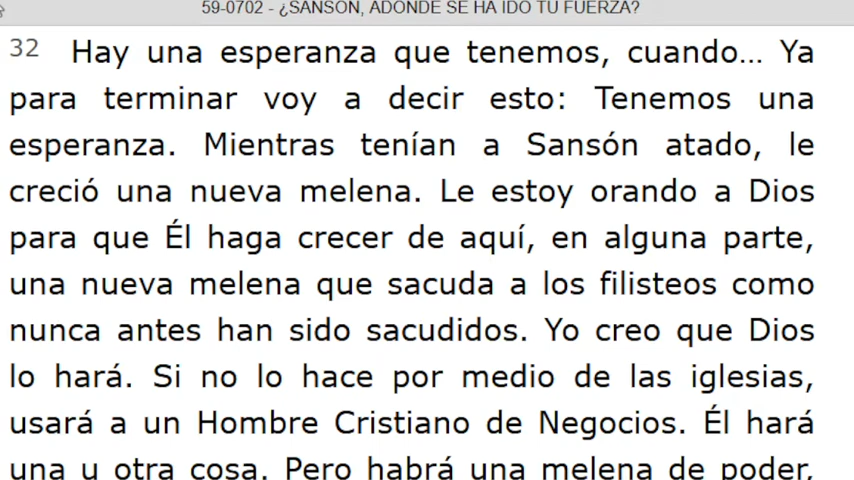 59-0702 - ¿SANSÓN, ADÓNDE SE HA IDO TU FUERZA?
32 Hay una esperanza que tenemos, cuando… Ya
para terminar voy a decir esto: Tenemos una
esperanza. Mientras tenían a Sansón atado, le
creció una nueva melena. Le estoy orando a Dios
para que Él haga crecer de aquí, en alguna parte,
una nueva melena que sacuda a los filisteos como
nunca antes han sido sacudidos. Yo creo que Dios
lo hará. Si no lo hace por medio de las iglesias,
usará a un Hombre Cristiano de Negocios. Él hará
una u otra cosa. Pero habrá una melena de poder,